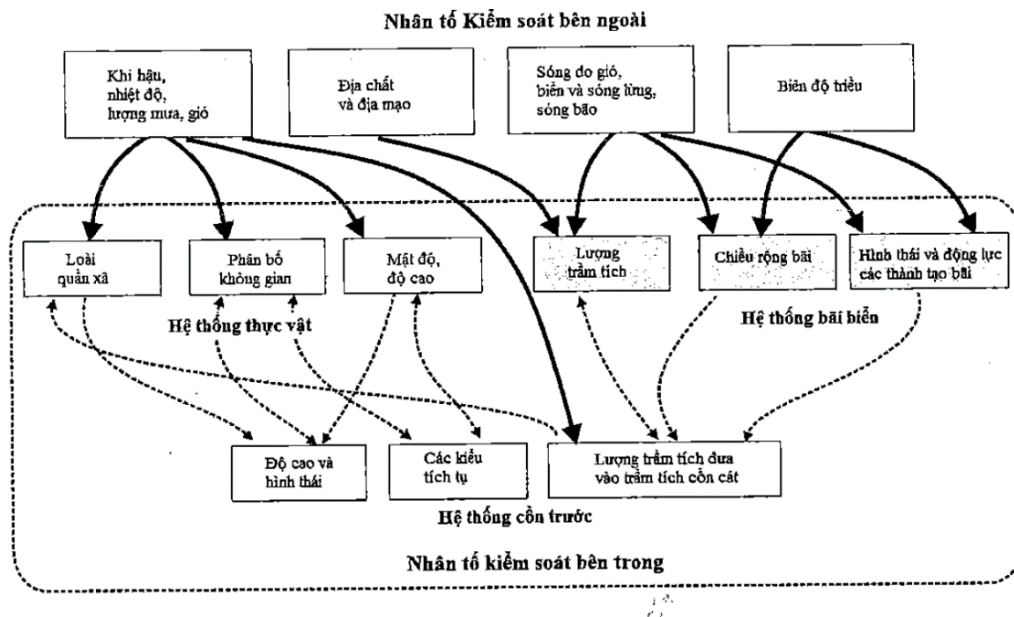 Nhân tố Kiểm soát bên ngoài
Khi hậu,
nhiệt độ,
lượng mưa, gió
Địa chất
và địa mạo
Sóng do gió,
biển và sóng lừng,
sóng bão
Biên độ triều
Loài
quần xã
Phân bố
không gian
Mật độ,
độ cao
Lượng
trầm tích
Chiều rộng bãi
Hình thái và động lực
các thành tạo bãi
Hệ thống thực vật
Hệ thống bãi biển
Độ cao và
hình thái
Các kiểu
tích tụ
Lượng trầm tích đưa
vào trầm tích cồn cát
Hệ thống cồn trước
Nhân tố kiểm soát bên trong